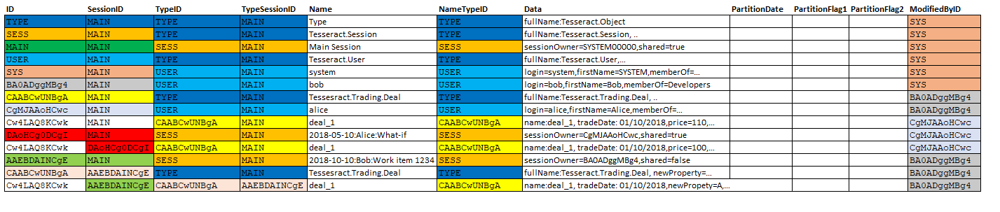 ID SessionID TypeID TypeSessionID Name NameTypeID Data PartitionDate PartitionFlag1 PartitionFlag2 ModifiedByID
TYPE MAIN TYPE MAIN Type TYPE fullName:Tesseract.Object SYS
SESS MAIN TYPE MAIN Tesseract.Session TYPE fullName:Tesseract.Session, .. SYS
MAIN MAIN SESS MAIN Main Session SESS sessionOwner=SYSTEM00000,shared=true SYS
USER MAIN TYPE MAIN Tesseract.User TYPE fullName:Tesseract.User,... SYS
SYS MAIN USER MAIN system USER login=system,firstName=SYSTEM,memberOf=... SYS
BA0ADggMBg4 MAIN USER MAIN bob USER login=bob,firstName=Bob,memberOf=Developers SYS
CAABCwUNBgA MAIN TYPE MAIN Tessesract.Trading.Deal TYPE fullName:Tesseract.Trading.Deal, .. BA0ADggMBg4
CgMJAAoHCwc MAIN USER MAIN alice USER login=alice,firstName=Alice,memberOf=... BA0ADggMBg4
Cw4LAQ8KCwk MAIN CAABCwUNBgA MAIN deal_1 CAABCwUNBgA name:deal_1, tradeDate: 01/10/2018,price=110,... CgMJAAoHCwc
DAoHCg0DCgI MAIN SESS MAIN 2018-05-10:Alice:What-if SESS sessionOwner=CgMJAAoHCwc,shared=true CgMJAAoHCwc
Cw4LAQ8KCwk DAoHCg0DCgI CAABCwUNBgA MAIN deal_1 CAABCwUNBgA name:deal_1, tradeDate: 01/10/2018,price=100,... CgMJAAoHCwc
AAEBDAINCgE MAIN SESS MAIN 2018-10-10:Bob:Work item 1234 SESS sessionOwner=BA0ADggMBg4,shared=false BA0ADggMBg4
CAABCwUNBgA AAEBDAINCgE TYPE MAIN Tessesract.Trading.Deal TYPE fullName:Tesseract.Trading.Deal, newProperty=... BA0ADggMBg4
Cw4LAQ8KCwk AAEBDAINCgE CAABCwUNBgA AAEBDAINCgE deal_1 CAABCwUNBgA name:deal_1, tradeDate: 01/10/2018,newPropety=A,... BA0ADggMBg4